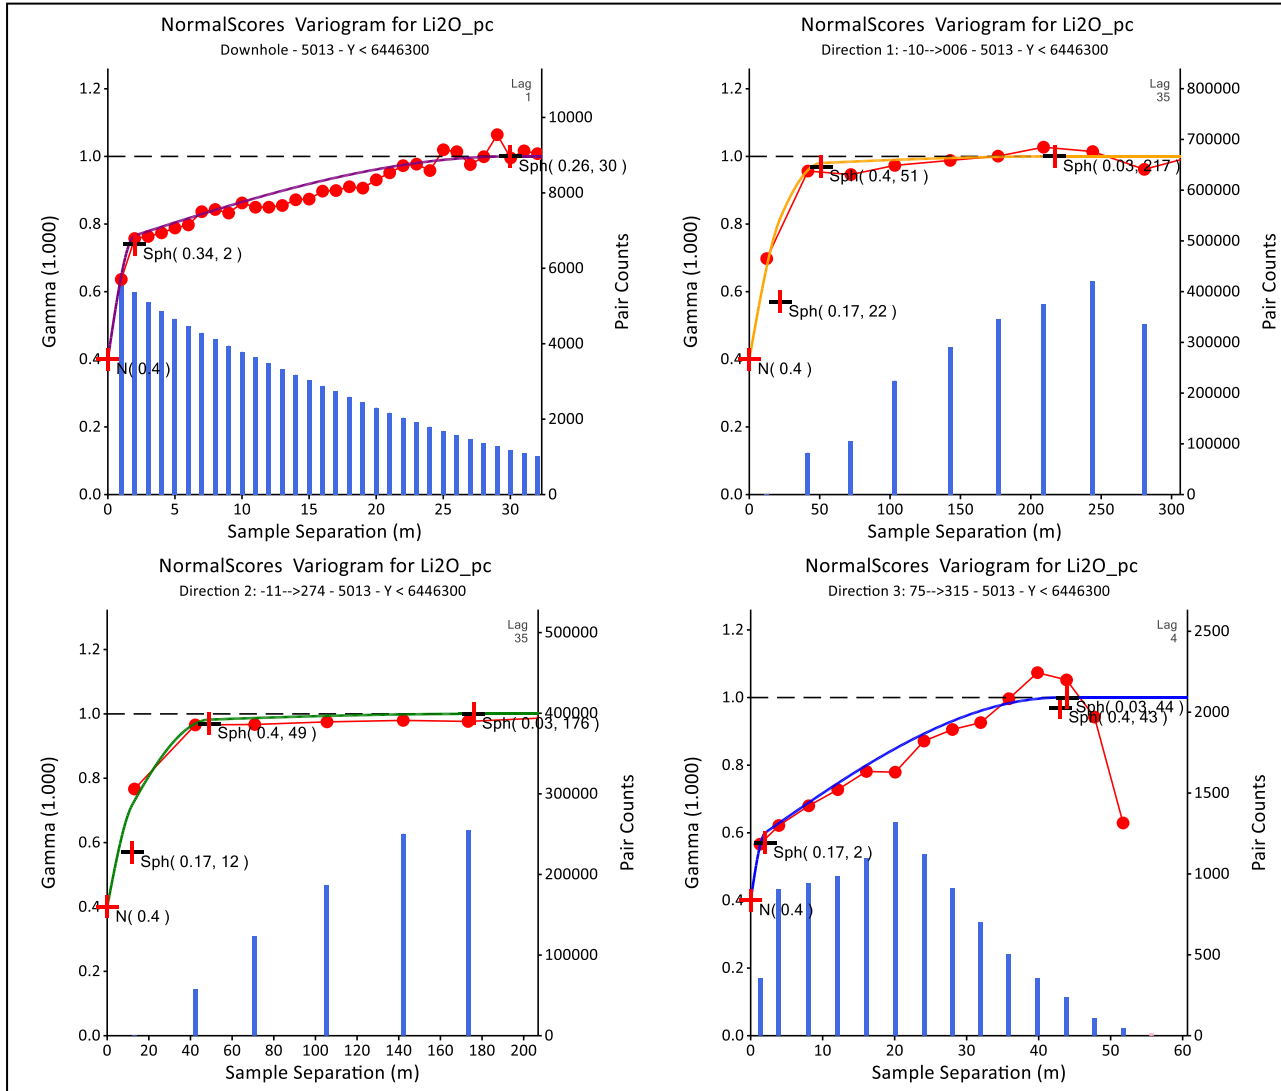 NormalScores Variogram for Li2O_pc
Downhole - 5013 - Y < 6446300
Lag
1
1.2
1.0
0.8
0.6
0.4
0.2
0.0
Gamma (1.000)
10000
8000
6000
4000
2000
0
Pair Counts
Sph( 0.26, 30 )
Sph( 0.34, 2 )
N( 0.4 )
0 5 10 15 20 25 30
Sample Separation (m)
NormalScores Variogram for Li2O_pc
Direction 1: -10-->006 - 5013 - Y < 6446300
Lag
35
1.2
1.0
0.8
0.6
0.4
0.2
0.0
Gamma (1.000)
800000
700000
600000
500000
400000
300000
200000
100000
0
Pair Counts
Sph( 0.4, 51 )
Sph( 0.03, 217 )
Sph( 0.17, 22 )
N( 0.4 )
0 50 100 150 200 250 300
Sample Separation (m)
NormalScores Variogram for Li2O_pc
Direction 2: -11-->274 - 5013 - Y < 6446300
Lag
35
1.2
1.0
0.8
0.6
0.4
0.2
0.0
Gamma (1.000)
500000
400000
300000
200000
100000
0
Pair Counts
Sph( 0.4, 49 )
Sph( 0.03, 176 )
Sph( 0.17, 12 )
N( 0.4 )
0 20 40 60 80 100 120 140 160 180 200
Sample Separation (m)
NormalScores Variogram for Li2O_pc
Direction 3: 75-->315 - 5013 - Y < 6446300
Lag
4
1.2
1.0
0.8
0.6
0.4
0.2
0.0
Gamma (1.000)
2500
2000
1500
1000
500
0
Pair Counts
Sph( 0.03, 44 )
Sph( 0.4, 43 )
Sph( 0.17, 2 )
N( 0.4 )
0 10 20 30 40 50 60
Sample Separation (m)